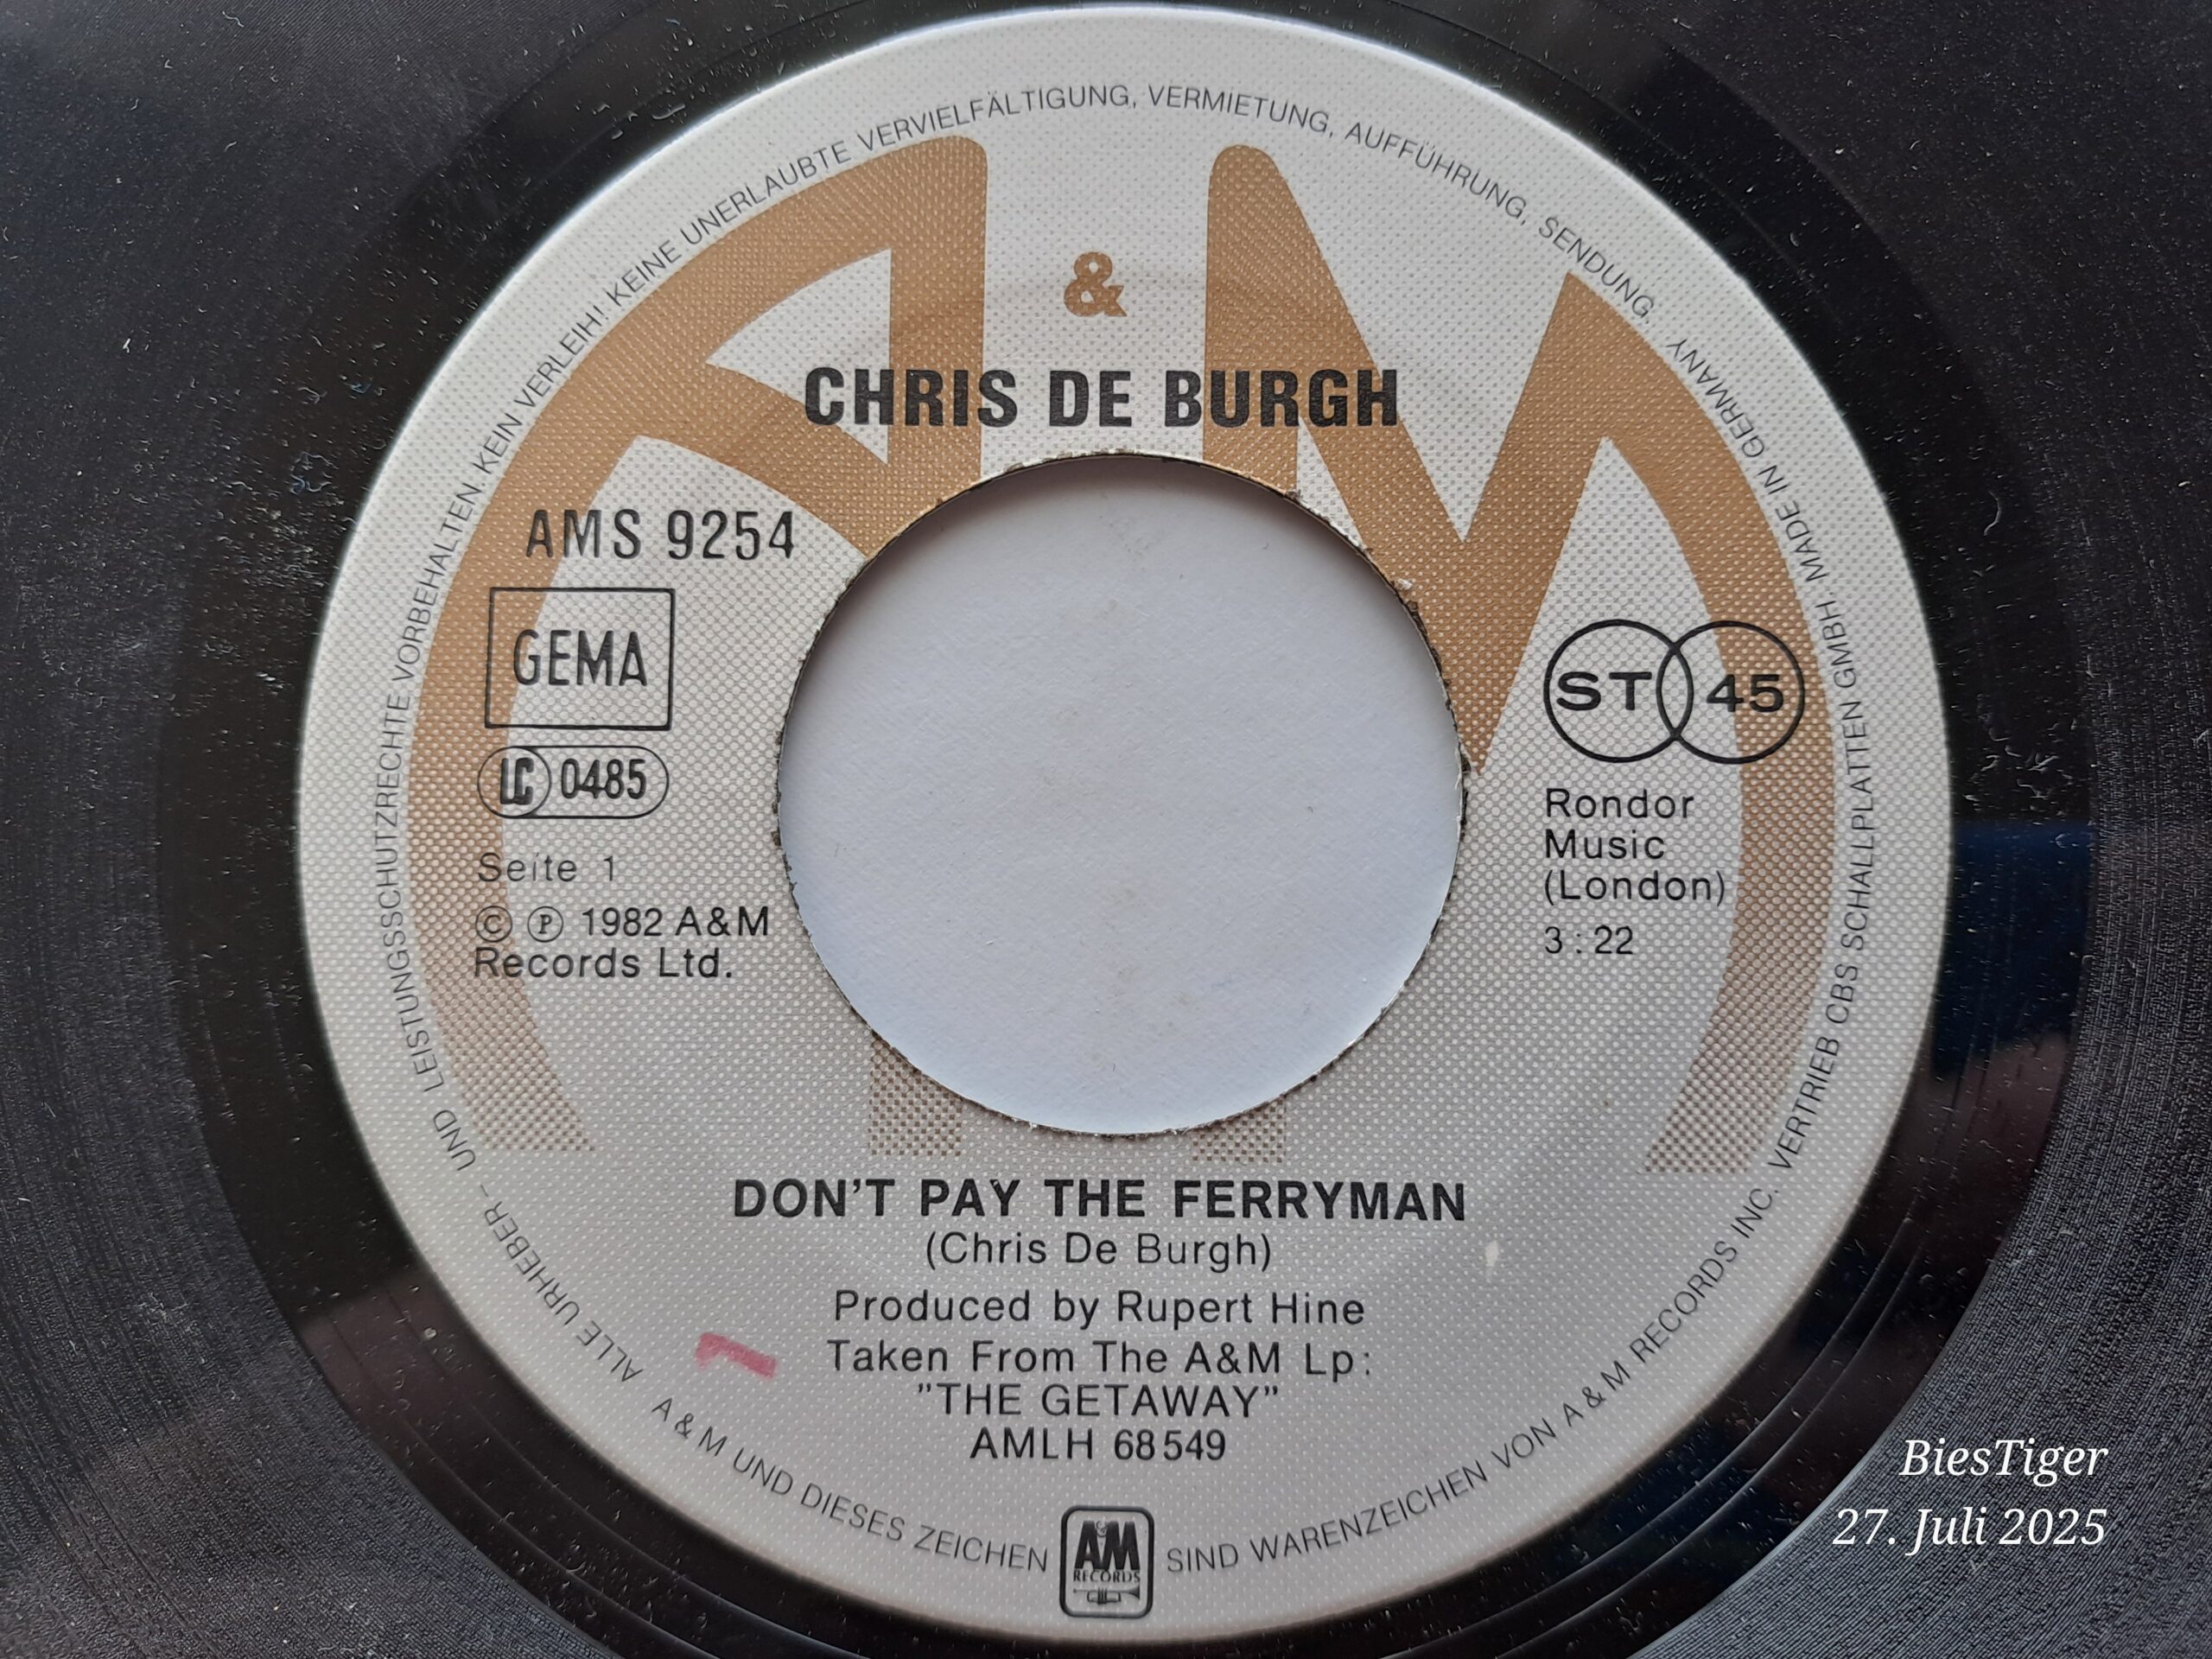 ALLE URHEBER- UND LEISTUNGSSCHUTZRECHTE VORBEHALTEN. KEIN VERLEIH! KEINE UNERLAUBTE VERVIELFÄLTIGUNG, VERMIETUNG, AUFFÜHRUNG, SENDUNG.
MADE IN GERMANY
A&M
CHRIS DE BURGH
AMS 9254
GEMA
LC 0485
Seite 1
© ℗ 1982 A&M
Records Ltd.
ST 45
Rondor
Music
(London)
3:22
DON'T PAY THE FERRYMAN
(Chris De Burgh)
Produced by Rupert Hine
Taken From The A&M Lp:
"THE GETAWAY"
AMLH 68549
A & M UND DIESES ZEICHEN
A&M
RECORDS
SIND WARENZEICHEN VON A & M RECORDS INC. VERTRIEB CBS SCHALLPLATTEN GMBH.
BiesTiger
27. Juli 2025